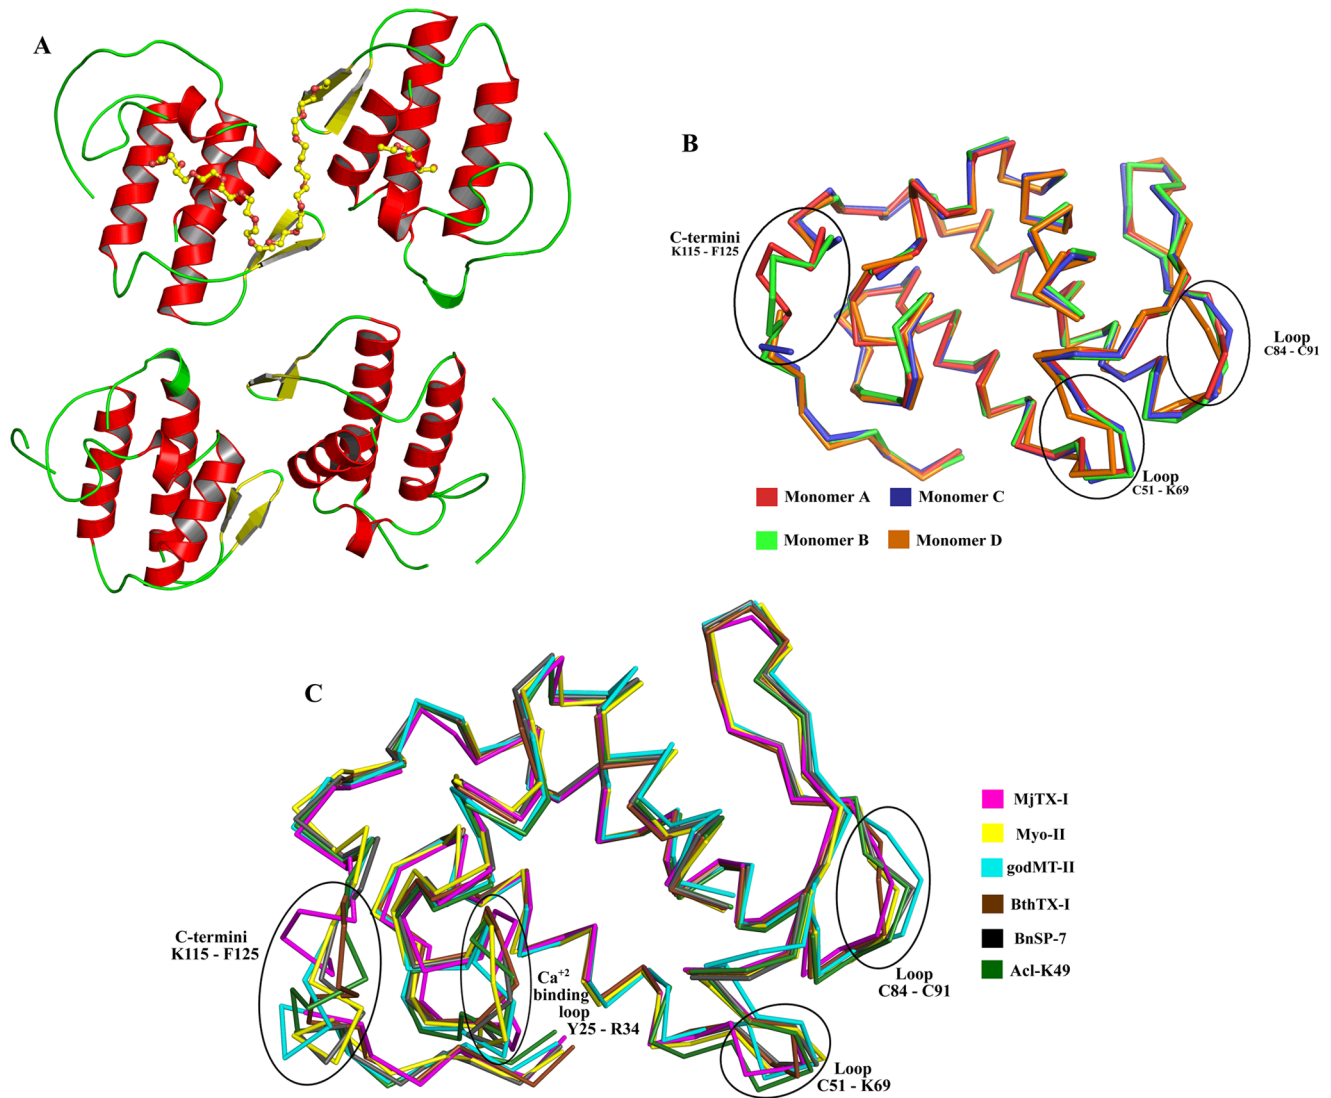 A
B
C-termini
K115 - F125
Loop
C84 - C91
Loop
C51 - K69
Monomer A
Monomer C
Monomer B
Monomer D
C
MjTX-I
Myo-II
godMT-II
BthTX-I
BnSP-7
Acl-K49
C-termini
K115 - F125
Ca+2
binding
loop
Y25 - R34
Loop
C84 - C91
Loop
C51 - K69